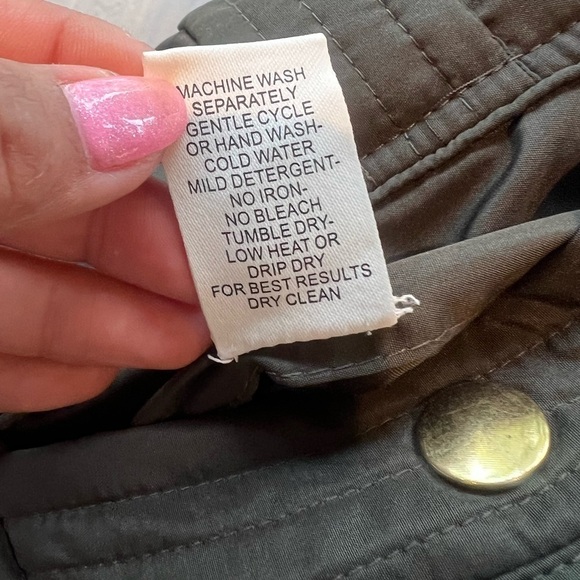 MACHINE WASH
SEPARATELY
GENTLE CYCLE
OR HAND WASH-
COLD WATER
MILD DETERGENT-
NO IRON-
NO BLEACH
TUMBLE DRY-
LOW HEAT OR
DRIP DRY
FOR BEST RESULTS
DRY CLEAN